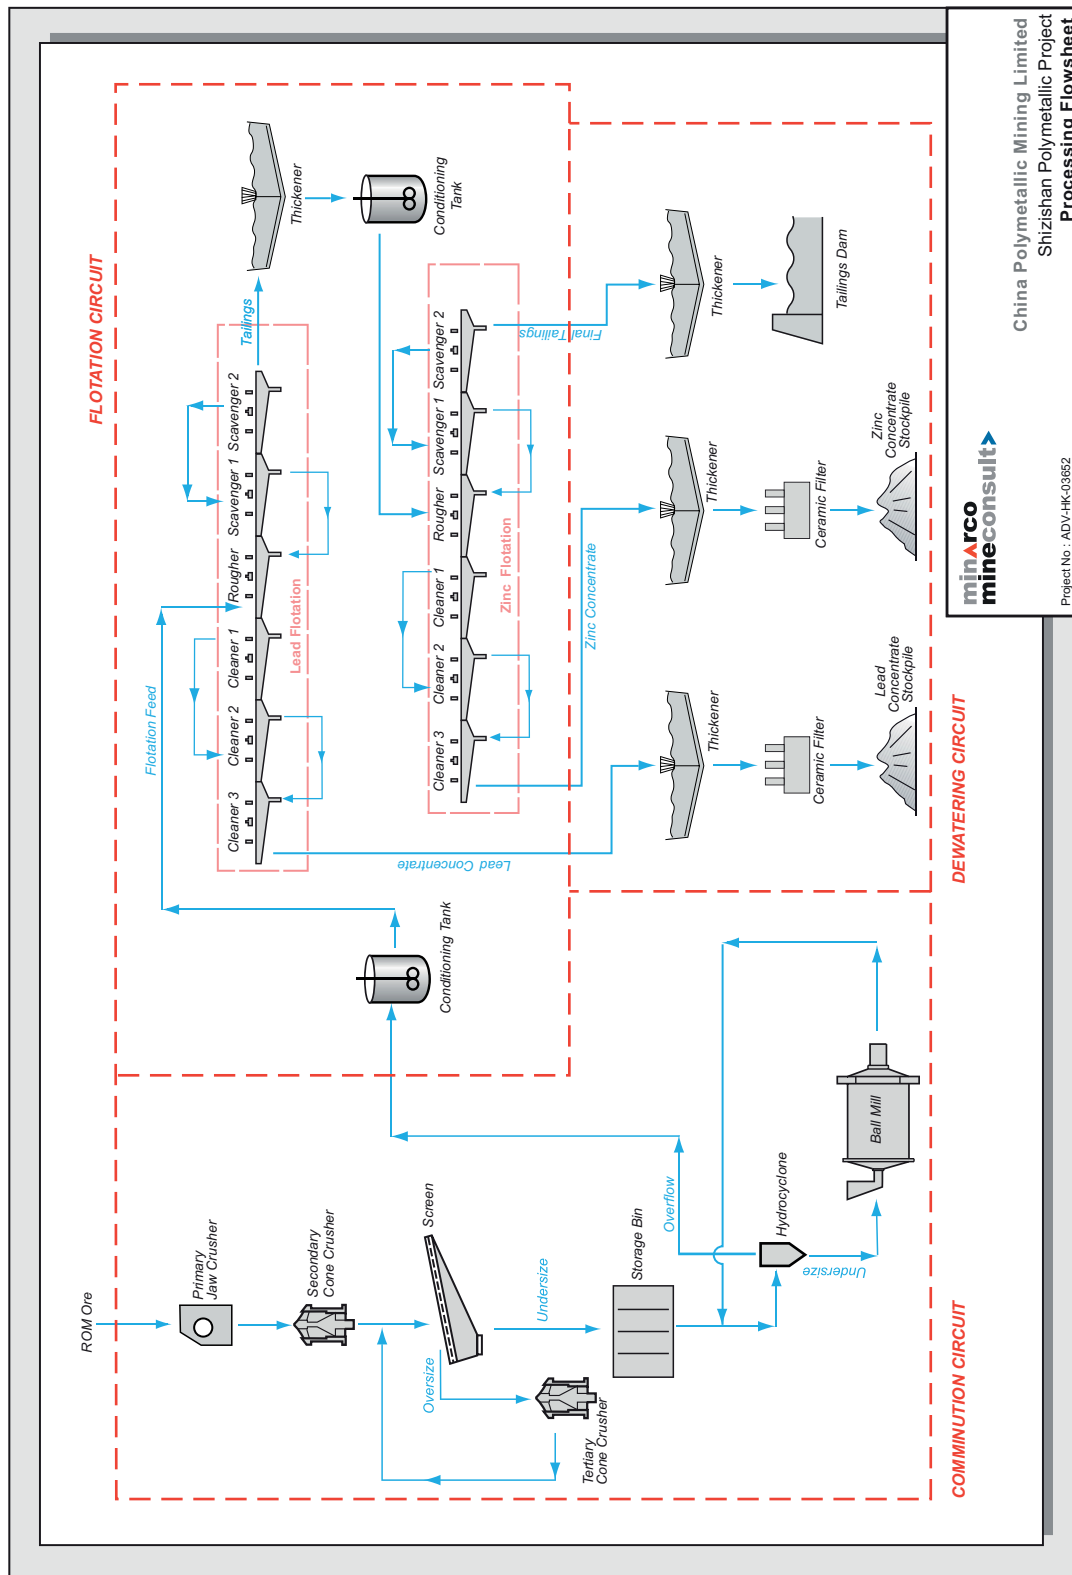 FLOTATION CIRCUIT
Tailings
Thickener
Conditioning
Tank
Flotation Feed
Cleaner 3
Cleaner 2
Cleaner 1
Rougher
Scavenger 1
Scavenger 2
Lead Flotation
Cleaner 3
Cleaner 2
Cleaner 1
Rougher
Scavenger 1
Scavenger 2
Zinc Flotation
Conditioning Tank
Lead Concentrate
Zinc Concentrate
Final Tailings
ROM Ore
Primary
Jaw Crusher
Secondary
Cone Crusher
Screen
Oversize
Undersize
Tertiary
Cone Crusher
Storage Bin
Overflow
Hydrocyclone
Undersize
Ball Mill
COMMINUTION CIRCUIT
Thickener
Ceramic Filter
Lead
Concentrate
Stockpile
Thickener
Ceramic Filter
Zinc
Concentrate
Stockpile
Thickener
Tailings Dam
DEWATERING CIRCUIT
minarco
mineconsult
Project No : ADV-HK-03652
China Polymetallic Mining Limited
Shizishan Polymetallic Project
Processing Flowsheet